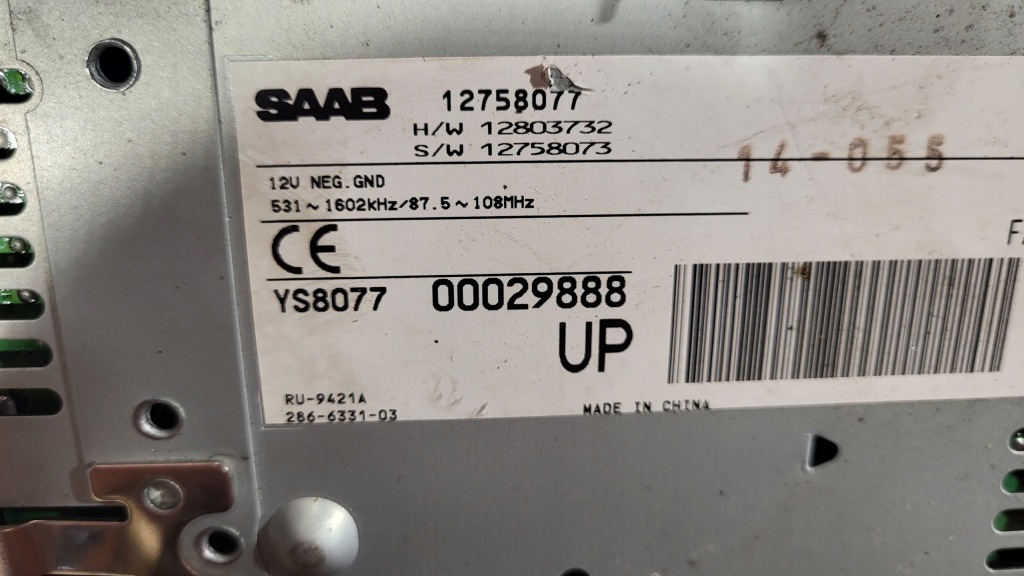 SAAB 12758077
H/W 12803732
S/W 12758073
14-055
12V NEG.GND
531~1602kHz/87.5~108MHz
CE
YS8077 00029888
UP
RU-9421A
286-6331-03
MADE IN CHINA